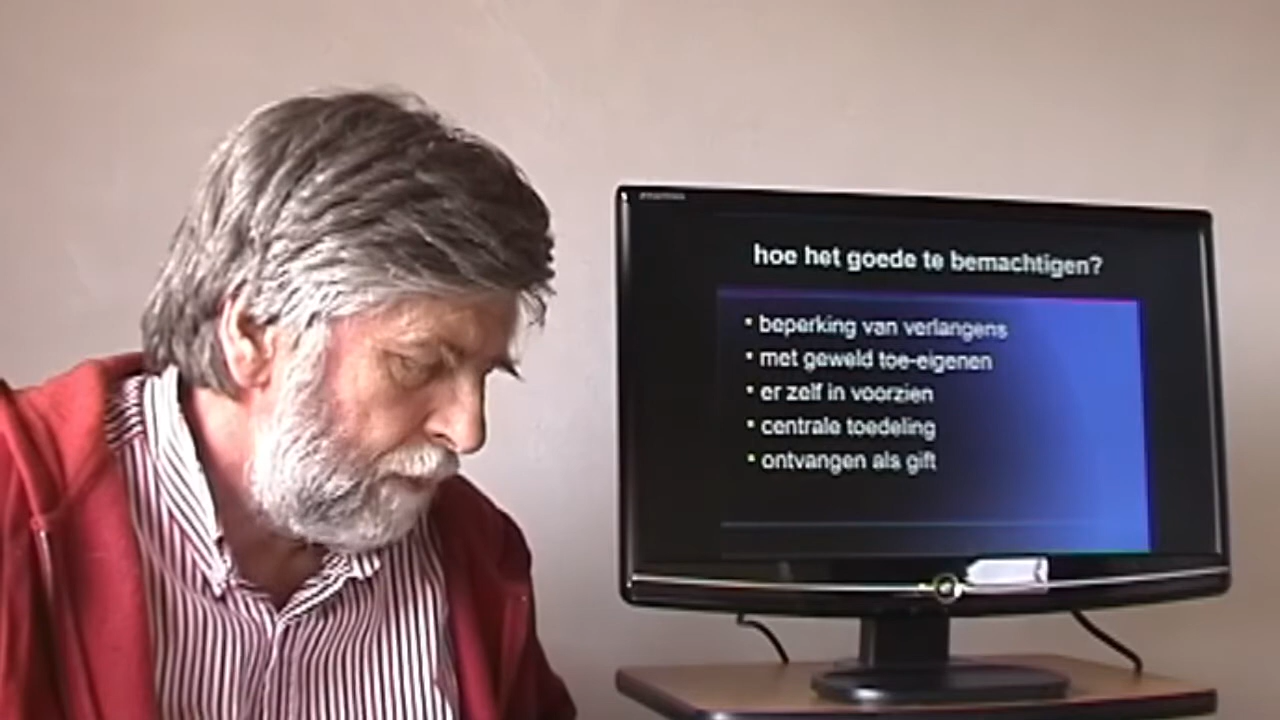 hoe het goede te bemachtigen?
• beperking van verlangens
• met geweld toe-eigenen
• er zelf in voorzien
• centrale toedeling
• ontvangen als gift